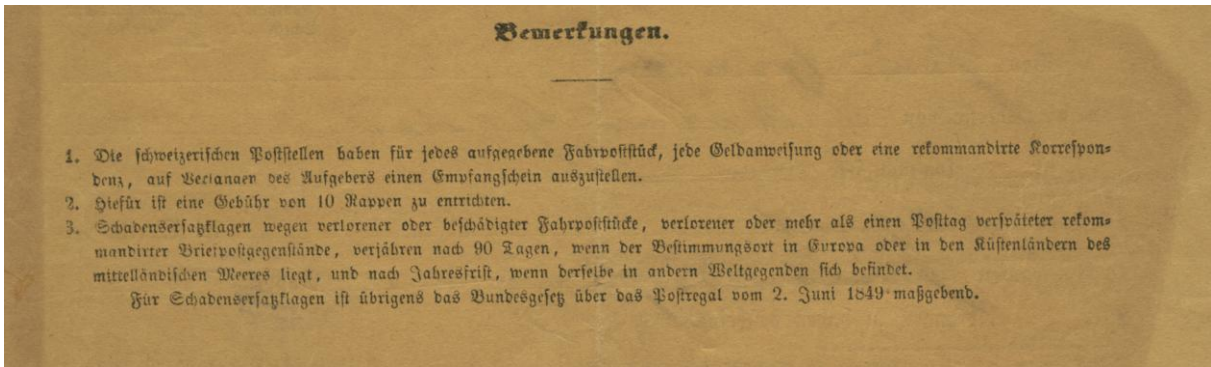 Bemerkungen.
1. Die schweizerischen Poststellen haben für jedes aufgegebene Fahrpoststück, jede Geldanweisung oder eine rekommandirte Korrespon-
denz, auf Verlangen des Aufgebers einen Empfangschein auszustellen.
2. Hiefür ist eine Gebühr von 10 Rappen zu entrichten.
3. Schadensersatzklagen wegen verlorener oder beschädigter Fahrpoststücke, verlorener oder mehr als einen Posttag verspäteter rekom-
mandirter Briefpostgegenstände, verjähren nach 90 Tagen, wenn der Bestimmungsort in Europa oder in den Küstenländern des
mittelländischen Meeres liegt, und nach Jahresfrist, wenn derselbe in andern Weltgegenden sich befindet.
Für Schadensersatzklagen ist übrigens das Bundesgesetz über das Postregal vom 2. Juni 1849 maßgebend.